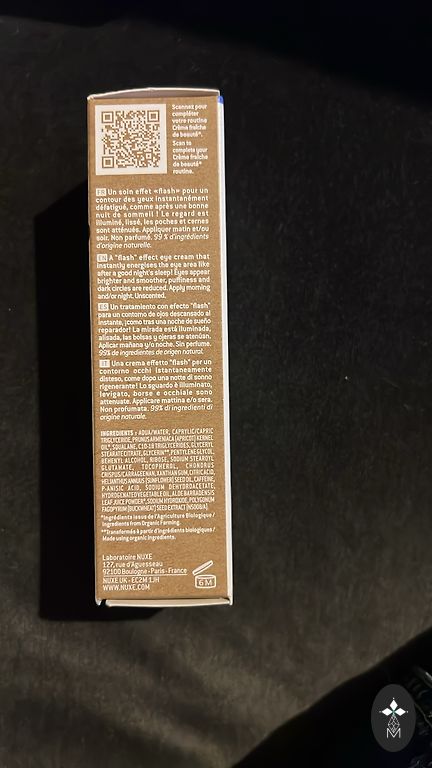 Scannez pour
compléter
votre routine
Crème fraîche
de beauté*.
Scan to
complete your
Crème fraîche
de beauté*
routine.
FR Un soin effet «flash» pour un
contour des yeux instantanément
défatigué, comme après une bonne
nuit de sommeil ! Le regard est
illuminé, lissé, les poches et cernes
sont atténués. Appliquer matin et/ou
soir. Non parfumé. 99 % d'ingrédients
d'origine naturelle.
EN A "flash" effect eye cream that
instantly energises the eye area like
after a good night's sleep! Eyes appear
brighter and smoother, puffiness and
dark circles are reduced. Apply morning
and/or night. Unscented.
ES Un tratamiento con efecto "flash"
para un contorno de ojos descansado al
instante, ¡como tras una noche de sueño
reparador! La mirada está iluminada,
alisada, las bolsas y ojeras se atenúan.
Aplicar mañana y/o noche. Sin perfume.
99% de ingredientes de origen natural.
IT Una crema effetto "flash" per un
contorno occhi istantaneamente
disteso, come dopo una notte di sonno
rigenerante! Lo sguardo è illuminato,
levigato, borse e occhiaie sono
attenuate. Applicare mattina e/o sera.
Non profumata. 99% di ingredienti di
origine naturale.
INGREDIENTS : AQUA/WATER, CAPRYLIC/CAPRIC
TRIGLYCERIDE, PRUNUS ARMENIACA (APRICOT) KERNEL
OIL*, SQUALANE, C10-18 TRIGLYCERIDES, GLYCERYL
STEARATE CITRATE, GLYCERIN**, PENTYLENE GLYCOL,
BEHENYL ALCOHOL, RIBOSE, SODIUM STEAROYL
GLUTAMATE, TOCOPHEROL, CHONDRUS
CRISPUS/CARRAGEENAN, XANTHAN GUM, CITRIC ACID,
HELIANTHUS ANNUUS (SUNFLOWER) SEED OIL, CAFFEINE,
P-ANISIC ACID, SODIUM DEHYDROACETATE,
HYDROGENATED VEGETABLE OIL, ALOE BARBADENSIS
LEAF JUICE POWDER*, SODIUM HYDROXIDE, POLYGONUM
FAGOPYRUM (BUCKWHEAT) SEED EXTRACT
*Ingrédients issus de l'Agriculture Biologique /
Ingredients from Organic Farming.
**Transformés à partir d'ingrédients biologiques /
Made using organic ingredients.
Laboratoire NUXE
127, rue d'Aguesseau
92100 Boulogne - Paris - France
NUXE UK - EC2M 1JH
WWW.NUXE.COM
6M